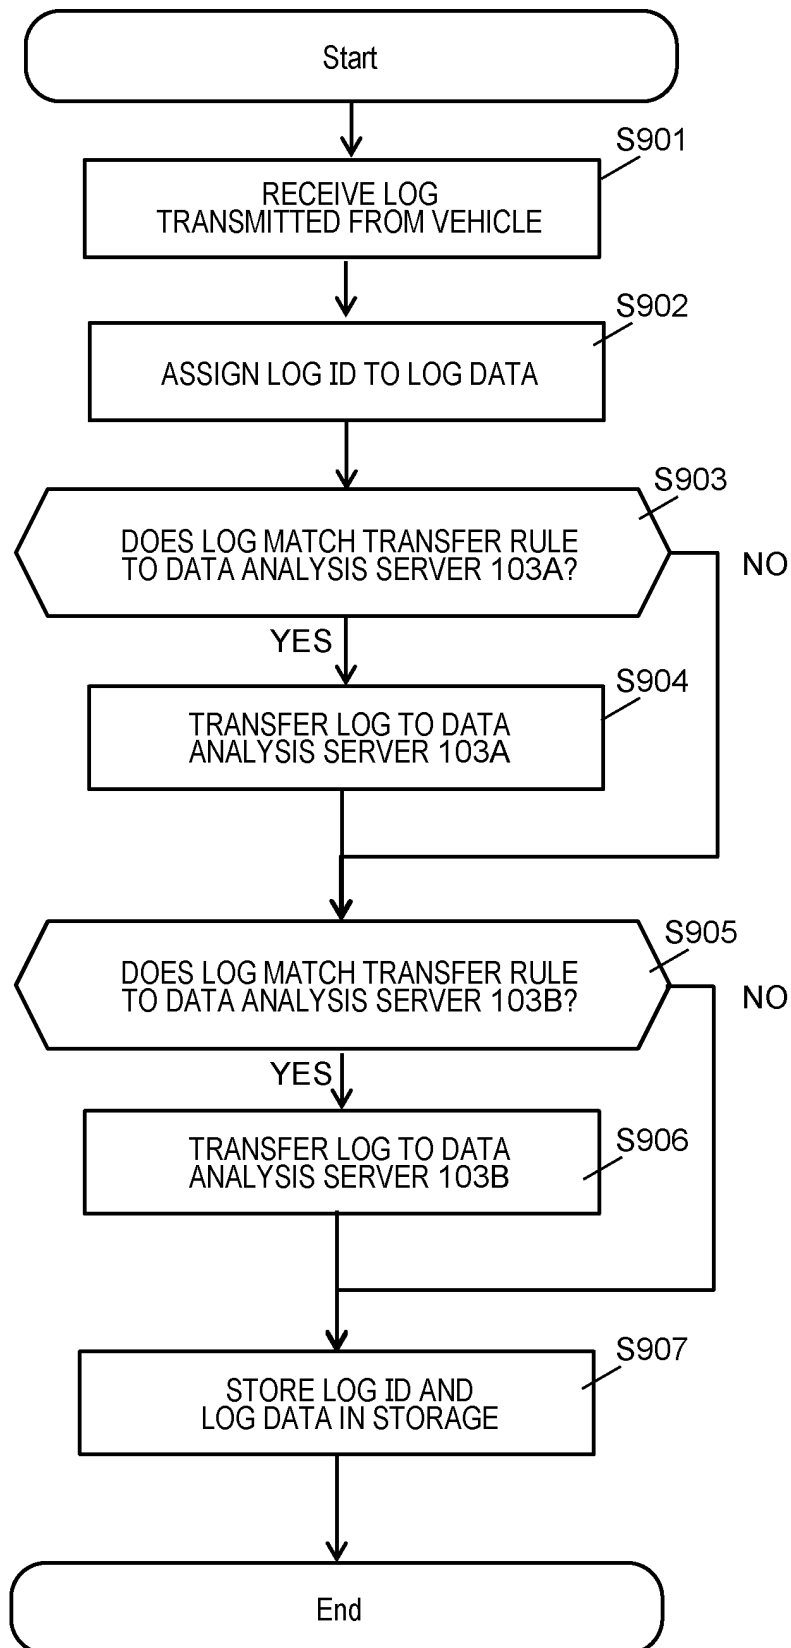 Start
S901
RECEIVE LOG
TRANSMITTED FROM VEHICLE
S902
ASSIGN LOG ID TO LOG DATA
S903
DOES LOG MATCH TRANSFER RULE
TO DATA ANALYSIS SERVER 103A?
NO
YES
S904
TRANSFER LOG TO DATA
ANALYSIS SERVER 103A
S905
DOES LOG MATCH TRANSFER RULE
TO DATA ANALYSIS SERVER 103B?
NO
YES
S906
TRANSFER LOG TO DATA
ANALYSIS SERVER 103B
S907
STORE LOG ID AND
LOG DATA IN STORAGE
End